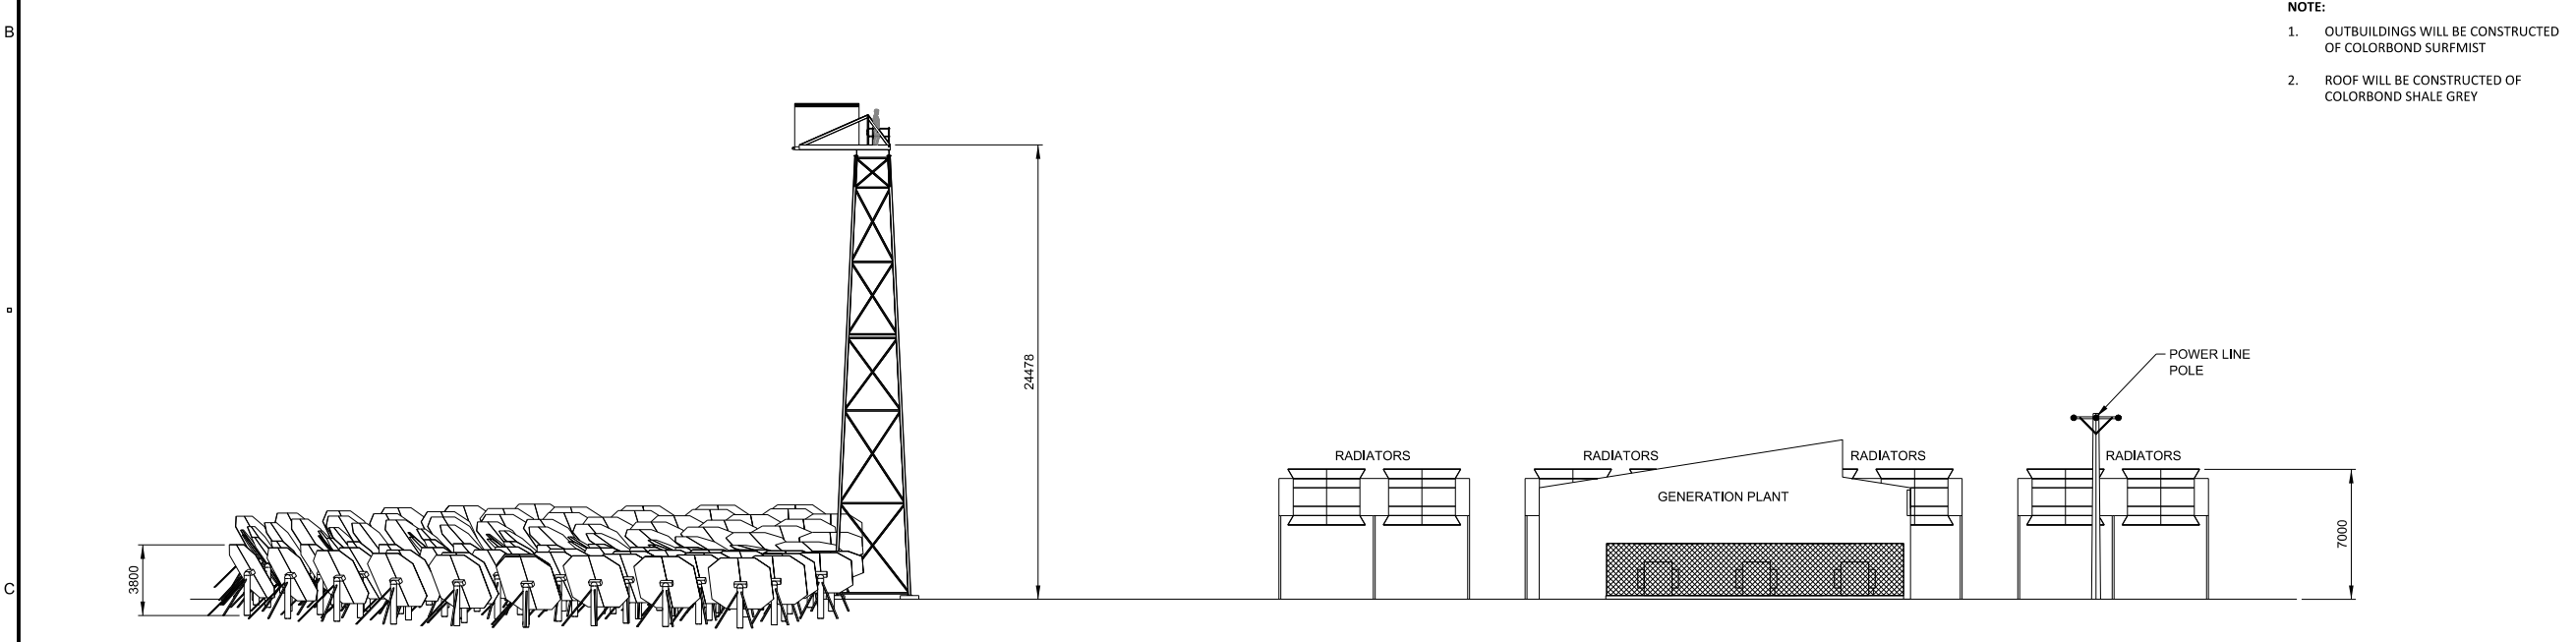 B
NOTE:
1. OUTBUILDINGS WILL BE CONSTRUCTED
OF COLORBOND SURFMIST
2. ROOF WILL BE CONSTRUCTED OF
COLORBOND SHALE GREY
24478
POWER LINE
POLE
RADIATORS
RADIATORS
RADIATORS
RADIATORS
GENERATION PLANT
7000
3800
C